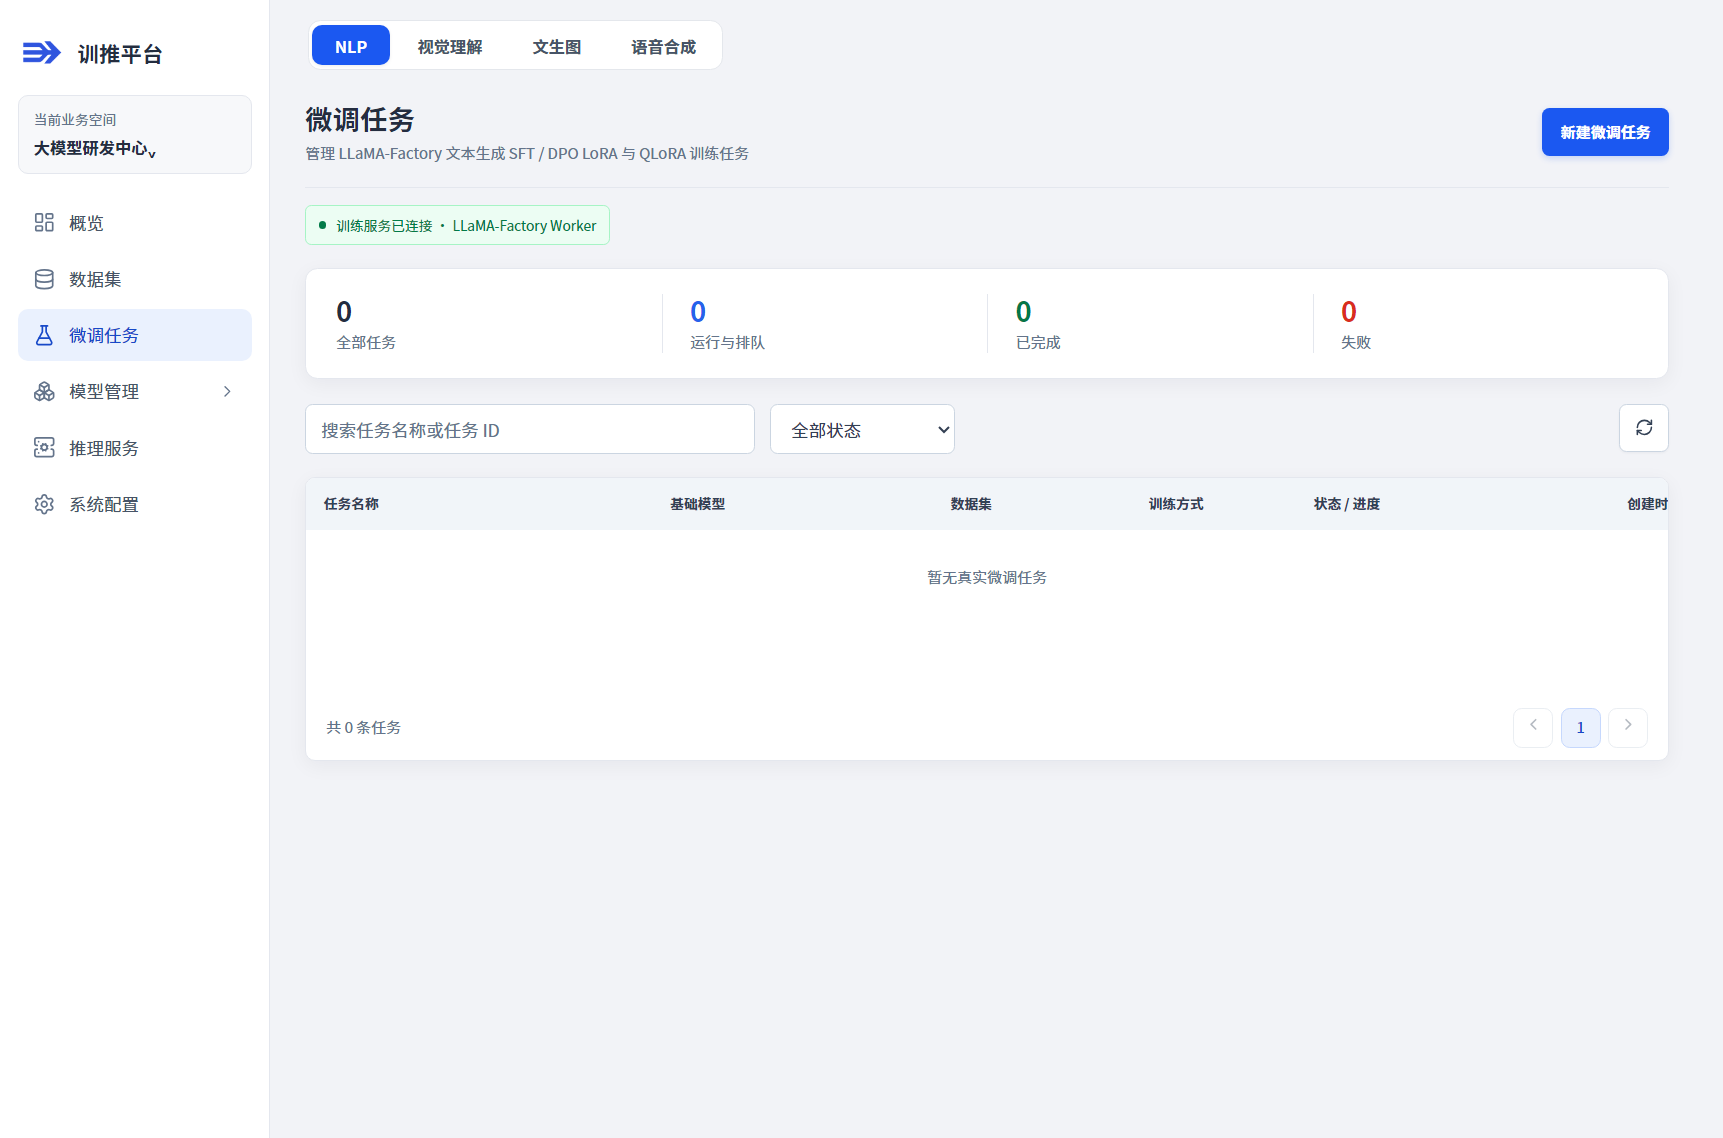 训推平台
当前业务空间
大模型研发中心
概览
数据集
微调任务
模型管理
推理服务
系统配置
NLP 视觉理解 文生图 语音合成
微调任务
管理 LLaMA-Factory 文本生成 SFT / DPO LoRA 与 QLoRA 训练任务
新建微调任务
训练服务已连接 · LLaMA-Factory Worker
0 0 0 0
全部任务 运行与排队 已完成 失败
搜索任务名称或任务 ID 全部状态
任务名称 基础模型 数据集 训练方式 状态 / 进度 创建时
暂无真实微调任务
共 0 条任务 1